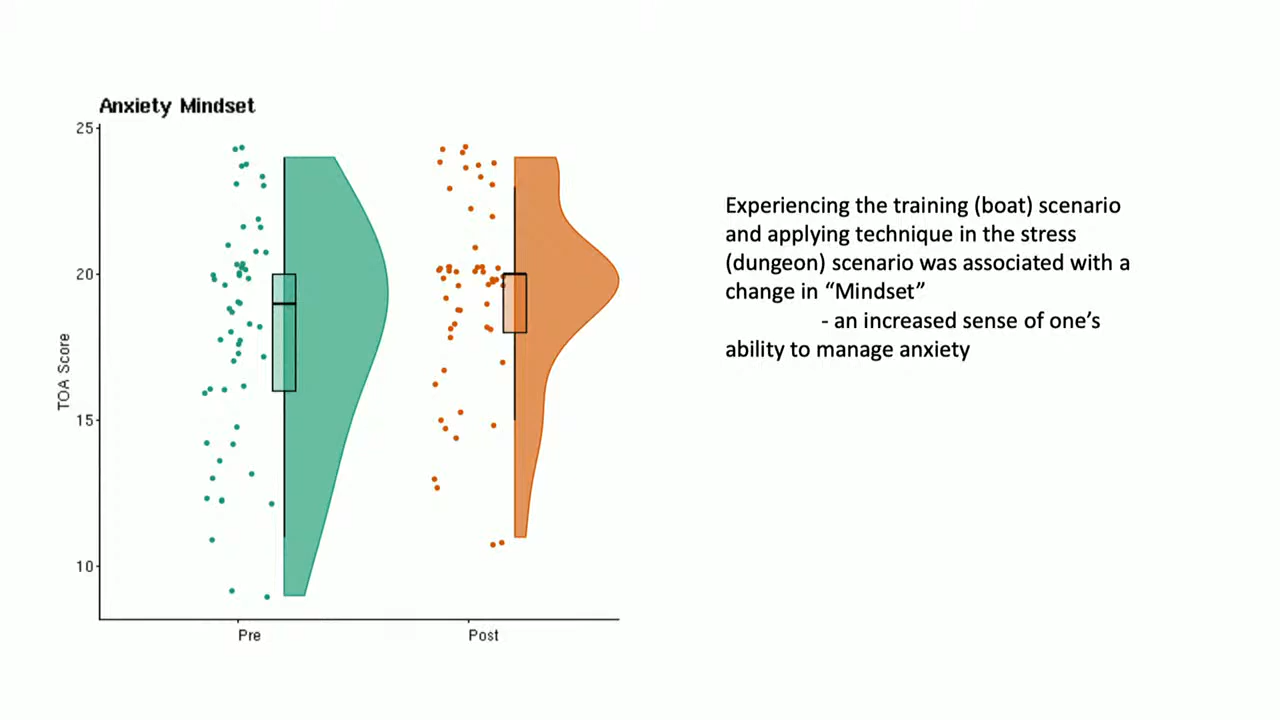 Anxiety Mindset
25
20
15
10
TOA Score
Pre
Post
Experiencing the training (boat) scenario
and applying technique in the stress
(dungeon) scenario was associated with a
change in “Mindset”
- an increased sense of one’s
ability to manage anxiety